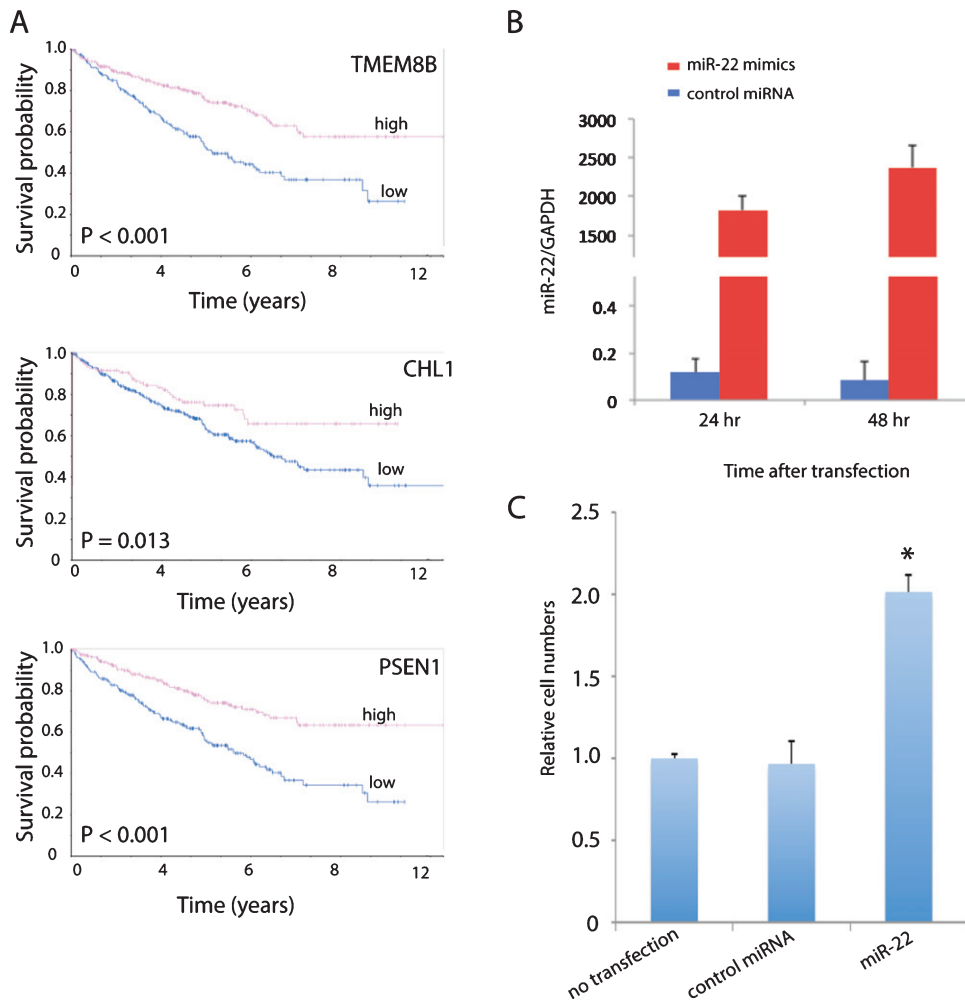 A
1.0
0.8
0.6
0.4
0.2
0
Survival probability
TMEM8B
high
low
P < 0.001
0 4 6 8 12
Time (years)
1.0
0.8
0.6
0.4
0.2
0
Survival probability
CHL1
high
low
P = 0.013
0 4 6 8 12
Time (years)
1.0
0.8
0.6
0.4
0.2
0
Survival probability
PSEN1
high
low
P < 0.001
0 4 6 8 12
Time (years)
B
miR-22 mimics
control miRNA
3000
2500
2000
1500
0.4
0.2
0
miR-22/GAPDH
24 hr 48 hr
Time after transfection
C
2.5
2.0
1.5
1.0
0.5
0
Relative cell numbers
*
no transfection
control miRNA
miR-22